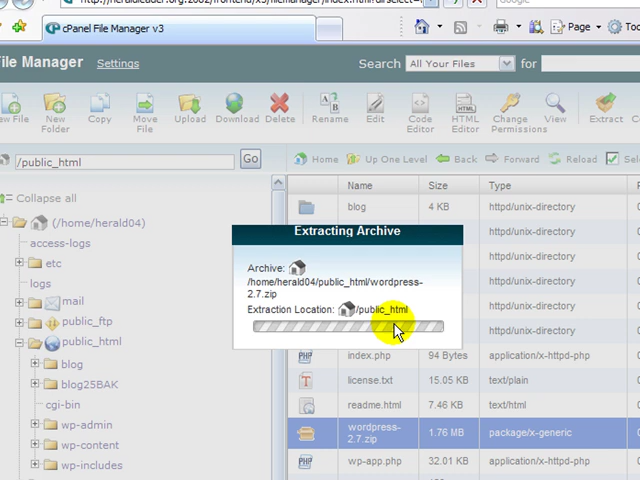 cPanel File Manager v3
Page
Too
File Manager
Settings
Search
All Your Files
for
New File
New Folder
Copy
Move File
Upload
Download
Delete
Rename
Edit
Code Editor
HTML Editor
Change Permissions
View
Extract
/public_html
Go
Home
Up One Level
Back
Forward
Reload
Collapse all
Name
Size
Type
(/home/herald04)
access-logs
etc
logs
mail
public_ftp
public_html
blog
blog25BAK
cgi-bin
wp-admin
wp-content
wp-includes
blog 4 KB httpd/unix-directory
httpd/unix-directory
httpd/unix-directory
httpd/unix-directory
httpd/unix-directory
httpd/unix-directory
Extracting Archive
Archive:
/home/herald04/public_html/wordpress-
2.7.zip
Extraction Location: /public_html
index.php 94 Bytes application/x-httpd-php
license.txt 15.05 KB text/plain
readme.html 7.46 KB text/html
wordpress-
2.7.zip 1.76 MB package/x-generic
wp-app.php 32.01 KB application/x-httpd-php